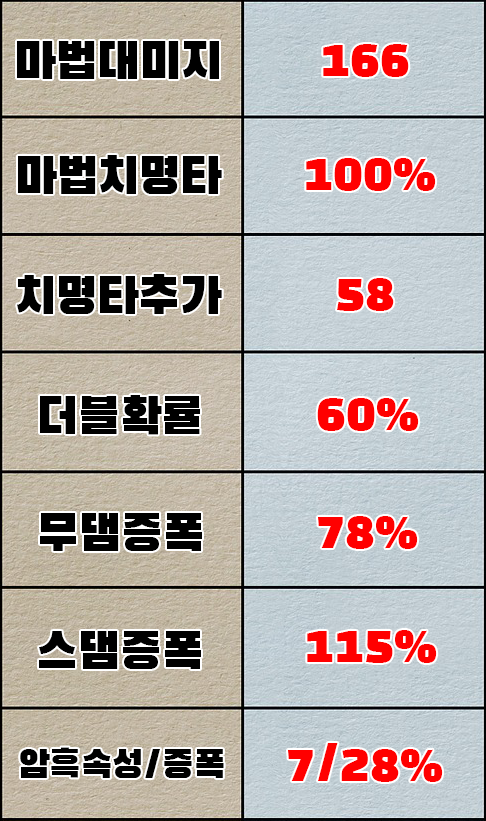 마법대미지 166
마법치명타 100%
치명타추가 58
더블확률 60%
무댐증폭 78%
스댐증폭 115%
암흑속성/증폭 7/28%